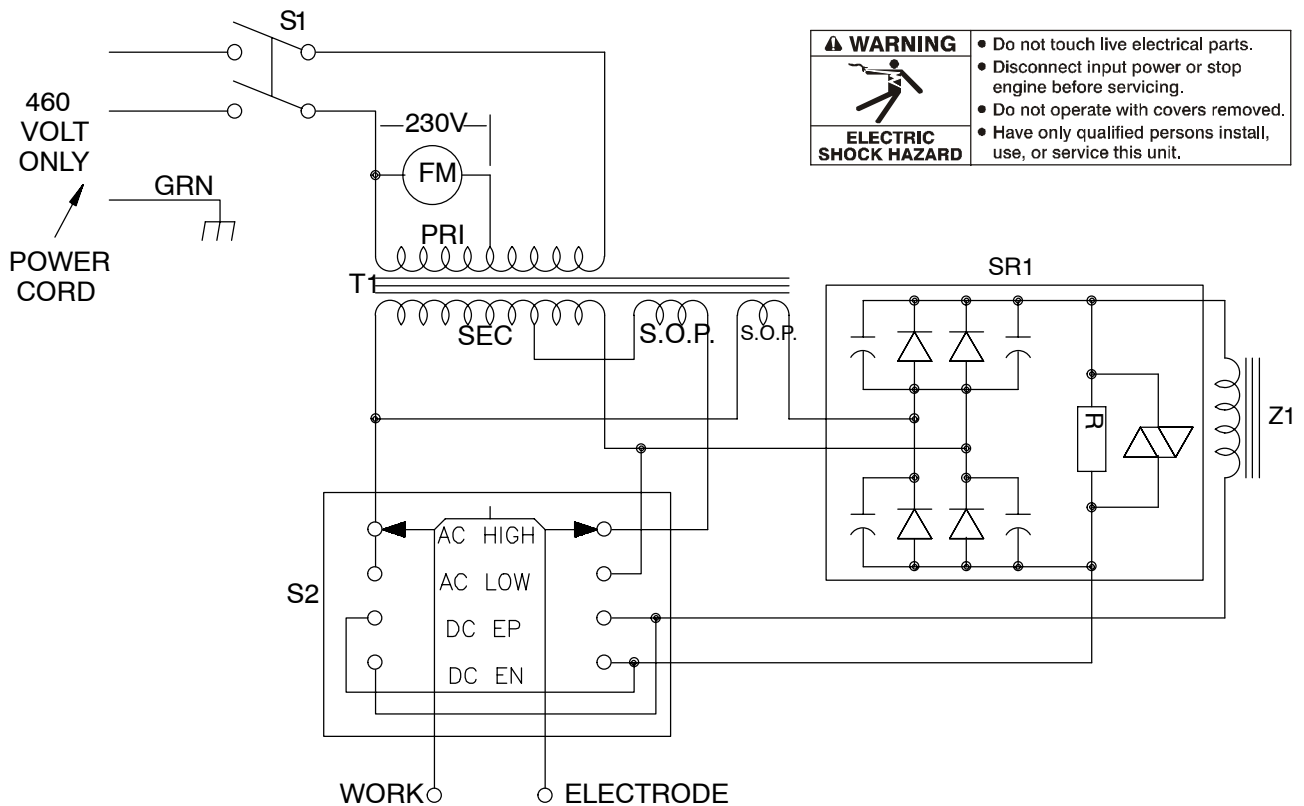 S1
460
VOLT
ONLY
GRN
POWER
CORD
230V
FM
PRI
T1
SEC
S.O.P.
S.O.P.
WARNING
ELECTRIC
SHOCK HAZARD
• Do not touch live electrical parts.
• Disconnect input power or stop
engine before servicing.
• Do not operate with covers removed.
• Have only qualified persons install,
use, or service this unit.
SR1
R
Z1
S2
AC HIGH
AC LOW
DC EP
DC EN
WORK
ELECTRODE